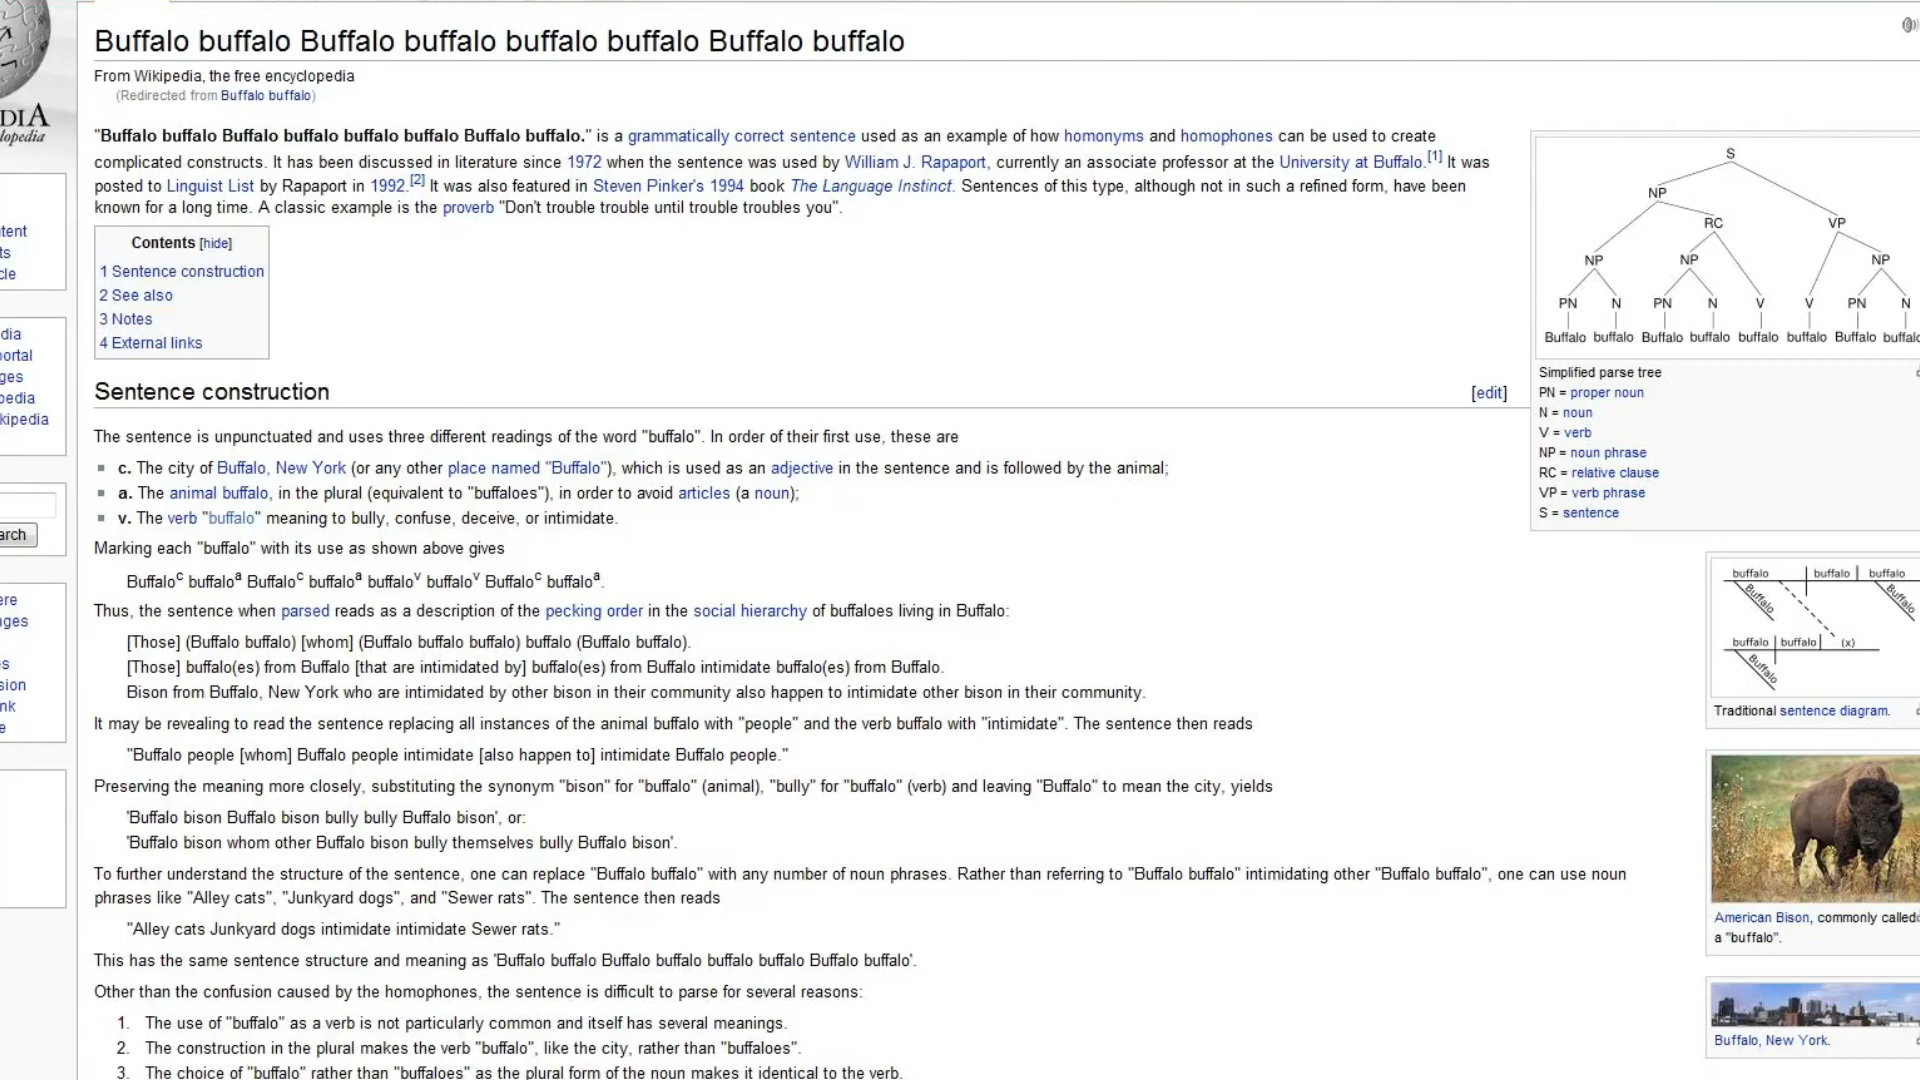 Buffalo buffalo Buffalo buffalo buffalo buffalo Buffalo buffalo
From Wikipedia, the free encyclopedia
(Redirected from Buffalo buffalo)
"Buffalo buffalo Buffalo buffalo buffalo buffalo Buffalo buffalo." is a grammatically correct sentence used as an example of how homonyms and homophones can be used to create
complicated constructs. It has been discussed in literature since 1972 when the sentence was used by William J. Rapaport, currently an associate professor at the University at Buffalo.[1] It was
posted to Linguist List by Rapaport in 1992.[2] It was also featured in Steven Pinker's 1994 book The Language Instinct. Sentences of this type, although not in such a refined form, have been
known for a long time. A classic example is the proverb "Don't trouble trouble until trouble troubles you".
Contents [hide]
1 Sentence construction
2 See also
3 Notes
4 External links
Sentence construction
[edit]
The sentence is unpunctuated and uses three different readings of the word "buffalo". In order of their first use, these are
c. The city of Buffalo, New York (or any other place named "Buffalo"), which is used as an adjective in the sentence and is followed by the animal;
a. The animal buffalo, in the plural (equivalent to "buffaloes"), in order to avoid articles (a noun);
v. The verb "buffalo" meaning to bully, confuse, deceive, or intimidate.
Marking each "buffalo" with its use as shown above gives
Buffaloc buffaloa Buffaloc buffaloa buffalov buffalov Buffaloc buffaloa.
Thus, the sentence when parsed reads as a description of the pecking order in the social hierarchy of buffaloes living in Buffalo:
[Those] (Buffalo buffalo) [whom] (Buffalo buffalo buffalo) buffalo (Buffalo buffalo).
[Those] buffalo(es) from Buffalo [that are intimidated by] buffalo(es) from Buffalo intimidate buffalo(es) from Buffalo.
Bison from Buffalo, New York who are intimidated by other bison in their community also happen to intimidate other bison in their community.
It may be revealing to read the sentence replacing all instances of the animal buffalo with "people" and the verb buffalo with "intimidate". The sentence then reads
"Buffalo people [whom] Buffalo people intimidate [also happen to] intimidate Buffalo people."
Preserving the meaning more closely, substituting the synonym "bison" for "buffalo" (animal), "bully" for "buffalo" (verb) and leaving "Buffalo" to mean the city, yields
'Buffalo bison Buffalo bison bully bully Buffalo bison', or:
'Buffalo bison whom other Buffalo bison bully themselves bully Buffalo bison'.
To further understand the structure of the sentence, one can replace "Buffalo buffalo" with any number of noun phrases. Rather than referring to "Buffalo buffalo" intimidating other "Buffalo buffalo", one can use noun
phrases like "Alley cats", "Junkyard dogs", and "Sewer rats". The sentence then reads
"Alley cats Junkyard dogs intimidate intimidate Sewer rats."
This has the same sentence structure and meaning as 'Buffalo buffalo Buffalo buffalo buffalo buffalo Buffalo buffalo'.
Other than the confusion caused by the homophones, the sentence is difficult to parse for several reasons:
1. The use of "buffalo" as a verb is not particularly common and itself has several meanings.
2. The construction in the plural makes the verb "buffalo", like the city, rather than "buffaloes".
3. The choice of "buffalo" rather than "buffaloes" as the plural form of the noun makes it identical to the verb.
S
NP
RC VP
NP NP NP
PN N PN N V V PN N
Buffalo buffalo Buffalo buffalo buffalo buffalo Buffalo buffalo
Simplified parse tree
PN = proper noun
N = noun
V = verb
NP = noun phrase
RC = relative clause
VP = verb phrase
S = sentence
buffalo buffalo buffalo
Buffalo Buffalo
buffalo buffalo (x)
Buffalo
Traditional sentence diagram.
American Bison, commonly called
a "buffalo".
Buffalo, New York.